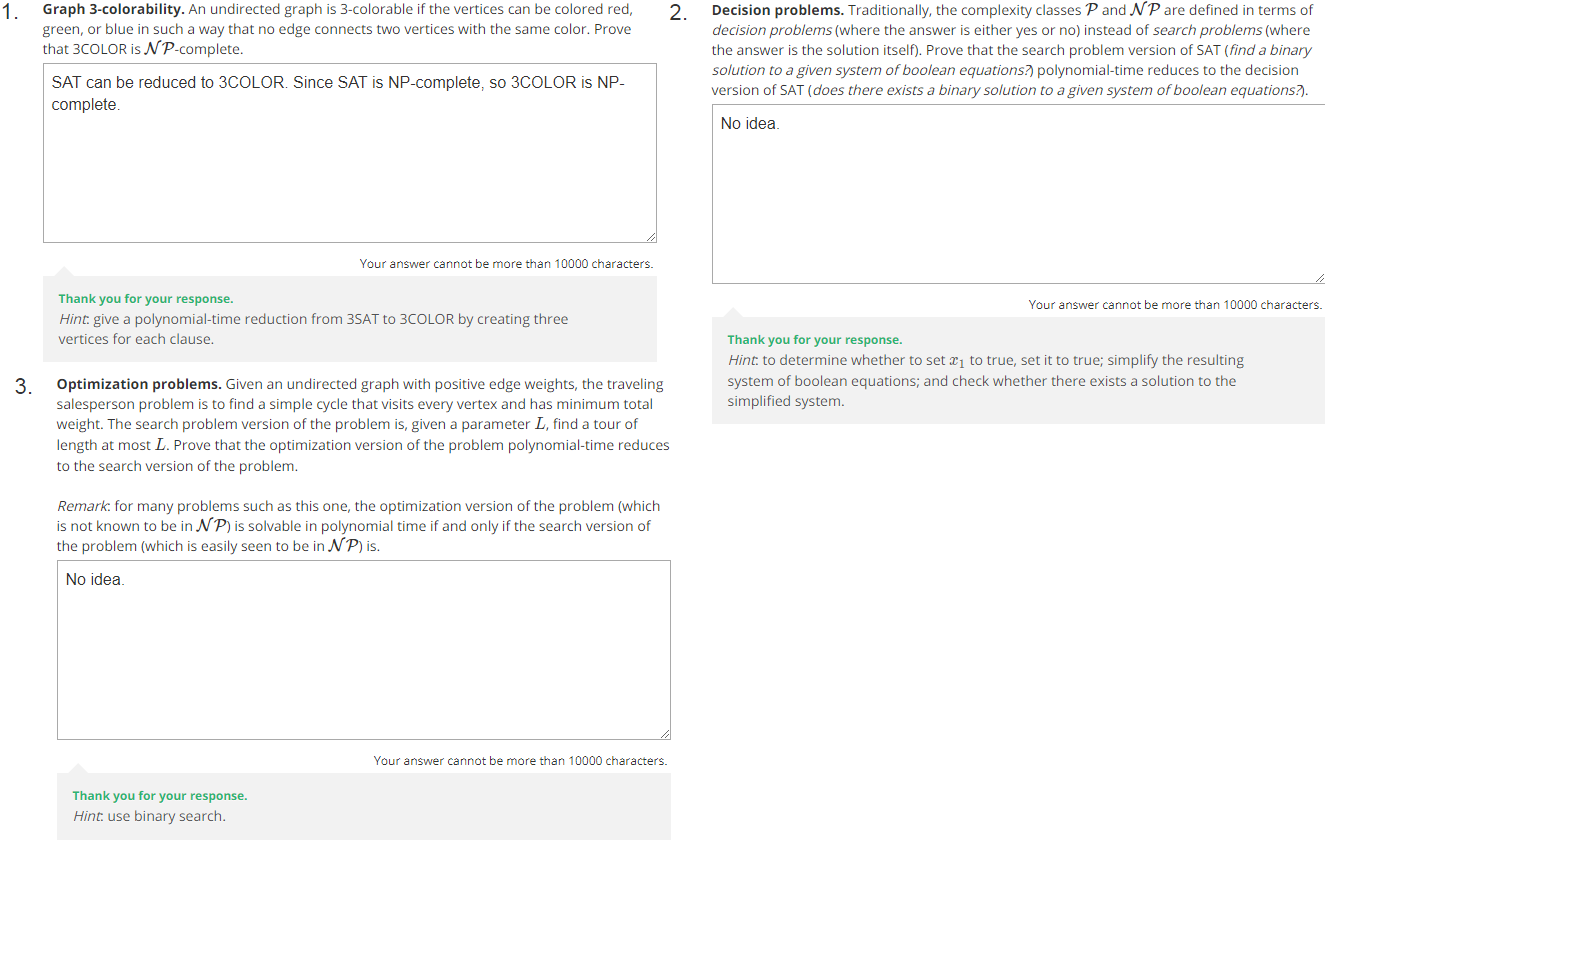 1. Graph 3-colorability. An undirected graph is 3-colorable if the vertices can be colored red,
green, or blue in such a way that no edge connects two vertices with the same color. Prove
that 3COLOR is NP-complete.
SAT can be reduced to 3COLOR. Since SAT is NP-complete, so 3COLOR is NP-
complete.
Your answer cannot be more than 10000 characters.
Thank you for your response.
Hint: give a polynomial-time reduction from 3SAT to 3COLOR by creating three
vertices for each clause.
2. Decision problems. Traditionally, the complexity classes P and NP are defined in terms of
decision problems (where the answer is either yes or no) instead of search problems (where
the answer is the solution itself). Prove that the search problem version of SAT (find a binary
solution to a given system of boolean equations?) polynomial-time reduces to the decision
version of SAT (does there exists a binary solution to a given system of boolean equations?).
No idea.
Your answer cannot be more than 10000 characters.
Thank you for your response.
Hint: to determine whether to set x₁ to true, set it to true; simplify the resulting
system of boolean equations; and check whether there exists a solution to the
simplified system.
3. Optimization problems. Given an undirected graph with positive edge weights, the traveling
salesperson problem is to find a simple cycle that visits every vertex and has minimum total
weight. The search problem version of the problem is, given a parameter L, find a tour of
length at most L. Prove that the optimization version of the problem polynomial-time reduces
to the search version of the problem.
Remark: for many problems such as this one, the optimization version of the problem (which
is not known to be in NP) is solvable in polynomial time if and only if the search version of
the problem (which is easily seen to be in NP) is.
No idea.
Your answer cannot be more than 10000 characters.
Thank you for your response.
Hint: use binary search.